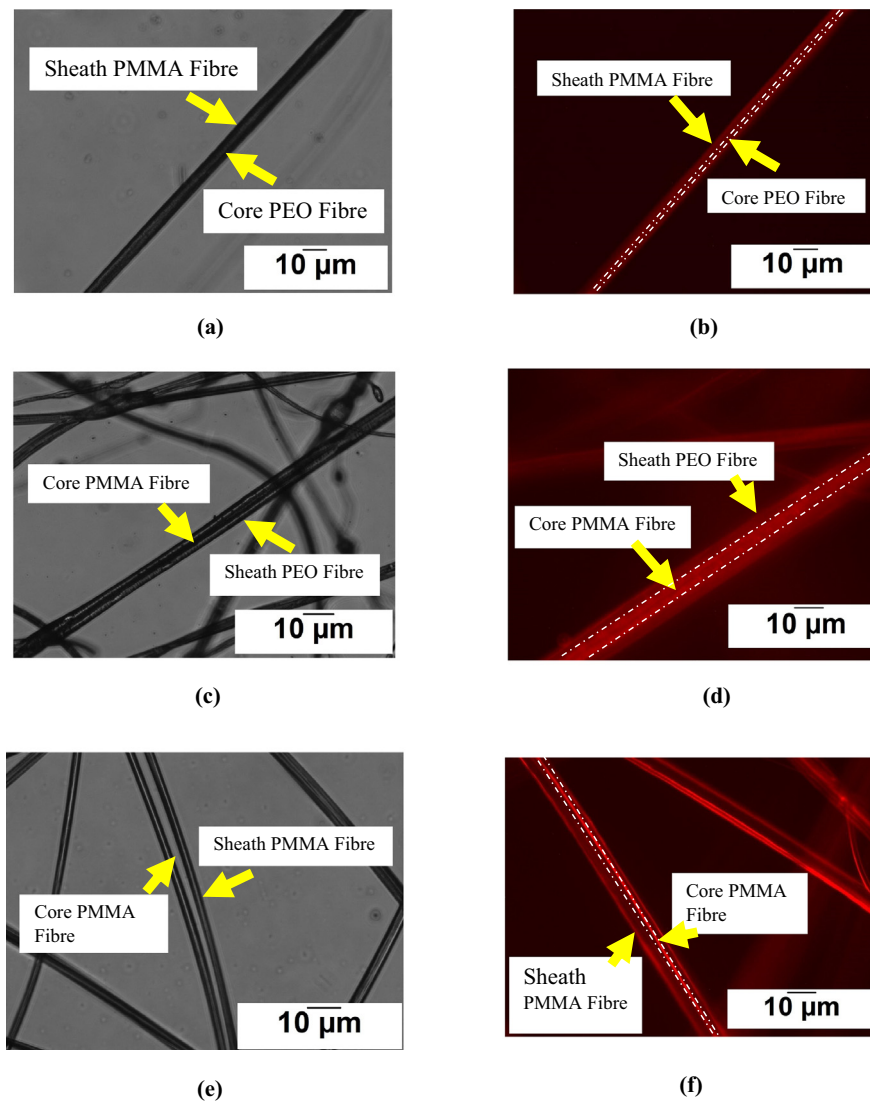 Sheath PMMA Fibre
Core PEO Fibre
10 µm
(a)
Sheath PMMA Fibre
Core PEO Fibre
10 µm
(b)
Core PMMA Fibre
Sheath PEO Fibre
10 µm
(c)
Sheath PEO Fibre
Core PMMA Fibre
10 µm
(d)
Sheath PMMA Fibre
Core PMMA
Fibre
10 µm
(e)
Core PMMA
Fibre
Sheath
PMMA Fibre
10 µm
(f)